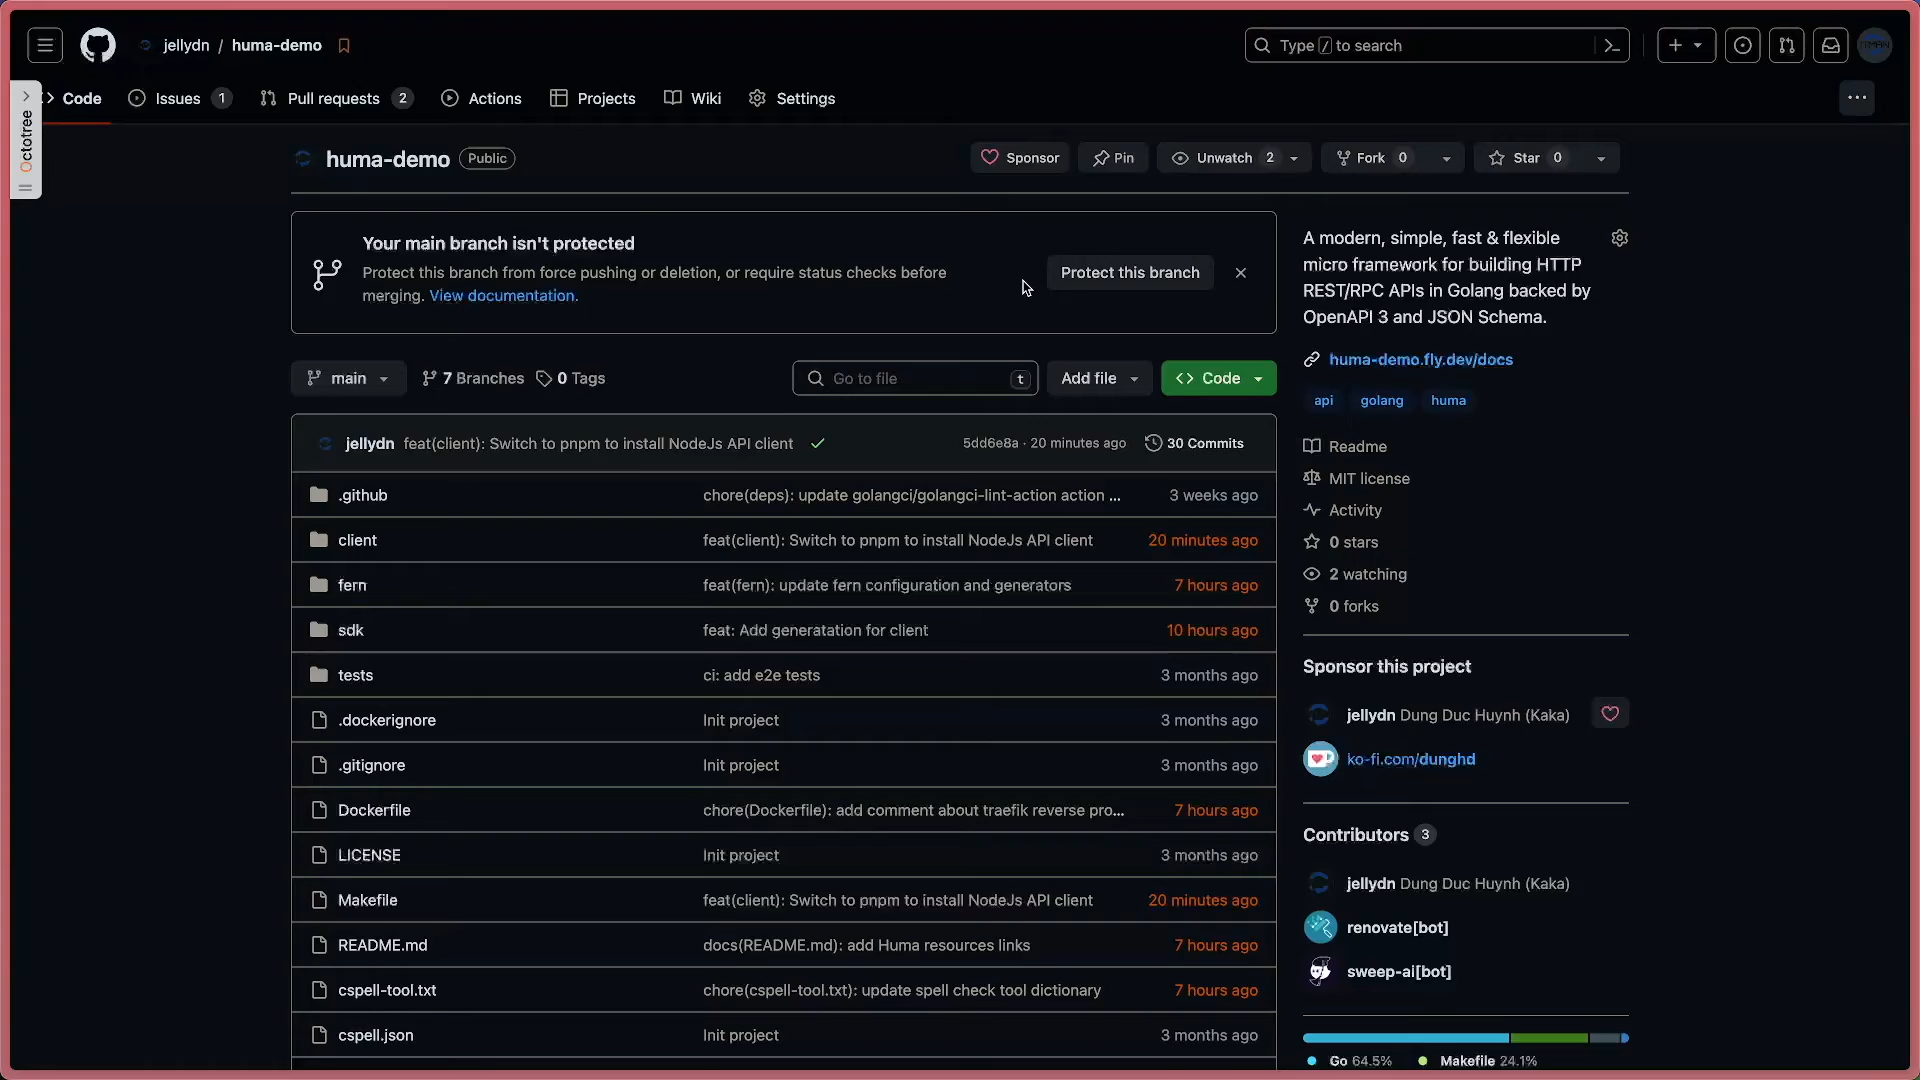 jellydn / huma-demo
Type / to search
Code
Issues 1
Pull requests 2
Actions
Projects
Wiki
Settings
Octotree
huma-demo Public
Sponsor
Pin
Unwatch 2
Fork 0
Star 0
Your main branch isn't protected
Protect this branch from force pushing or deletion, or require status checks before
merging. View documentation.
Protect this branch
main
7 Branches
0 Tags
Go to file t
Add file
Code
jellydn feat(client): Switch to pnpm to install NodeJs API client 5dd6e8a · 20 minutes ago 30 Commits
.github chore(deps): update golangci/golangci-lint-action action ... 3 weeks ago
client feat(client): Switch to pnpm to install NodeJs API client 20 minutes ago
fern feat(fern): update fern configuration and generators 7 hours ago
sdk feat: Add generatation for client 10 hours ago
tests ci: add e2e tests 3 months ago
.dockerignore Init project 3 months ago
.gitignore Init project 3 months ago
Dockerfile chore(Dockerfile): add comment about traefik reverse pro... 7 hours ago
LICENSE Init project 3 months ago
Makefile feat(client): Switch to pnpm to install NodeJs API client 20 minutes ago
README.md docs(README.md): add Huma resources links 7 hours ago
cspell-tool.txt chore(cspell-tool.txt): update spell check tool dictionary 7 hours ago
cspell.json Init project 3 months ago
A modern, simple, fast & flexible
micro framework for building HTTP
REST/RPC APIs in Golang backed by
OpenAPI 3 and JSON Schema.
huma-demo.fly.dev/docs
api golang huma
Readme
MIT license
Activity
0 stars
2 watching
0 forks
Sponsor this project
jellydn Dung Duc Huynh (Kaka)
ko-fi.com/dunghd
Contributors 3
jellydn Dung Duc Huynh (Kaka)
renovate[bot]
sweep-ai[bot]
Go 64.5% Makefile 24.1%